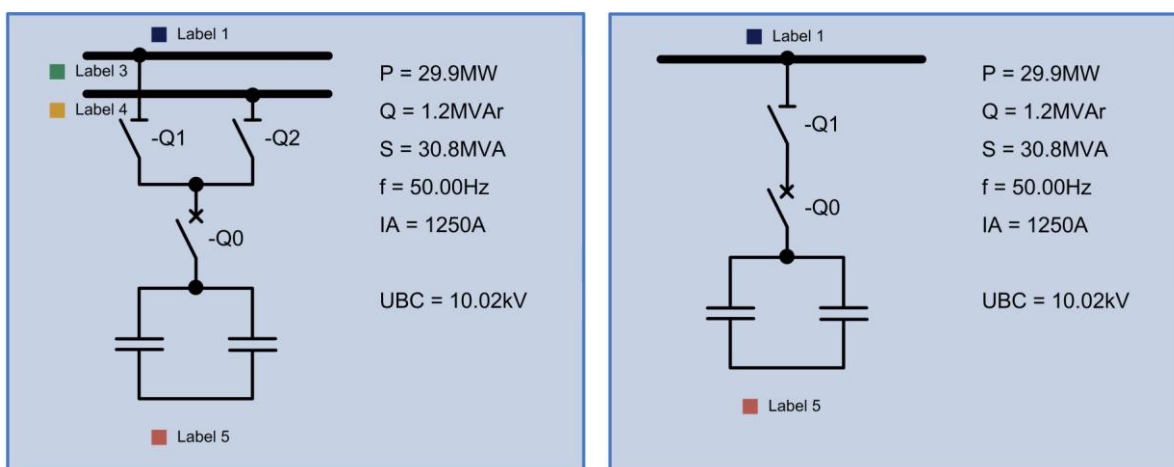 Label 1
Label 3
Label 4
-Q1
-Q2
-Q0
Label 5
P = 29.9MW
Q = 1.2MVAr
S = 30.8MVA
f = 50.00Hz
IA = 1250A
UBC = 10.02kV
Label 1
-Q1
-Q0
Label 5
P = 29.9MW
Q = 1.2MVAr
S = 30.8MVA
f = 50.00Hz
IA = 1250A
UBC = 10.02kV